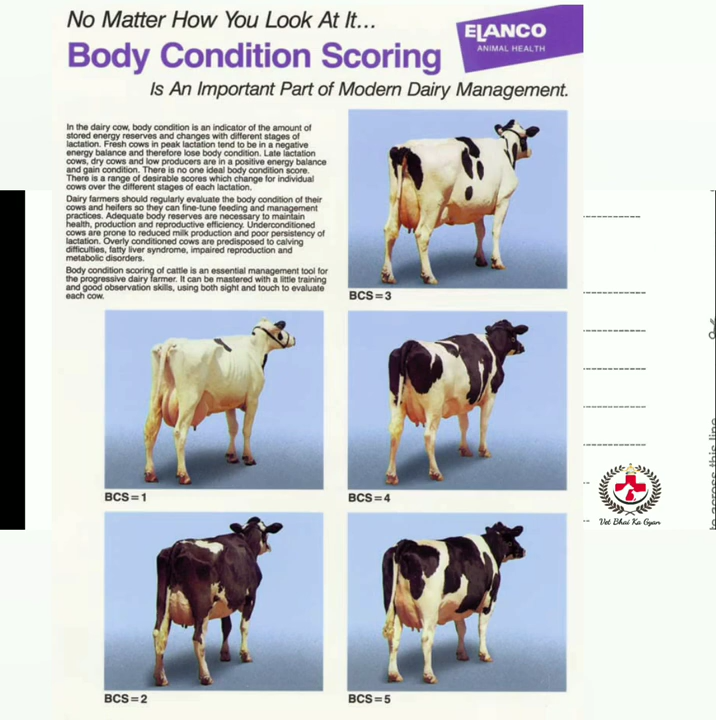 No Matter How You Look At It...
Body Condition Scoring
Is An Important Part of Modern Dairy Management.
ELANCO
ANIMAL HEALTH
In the dairy cow, body condition is an indicator of the amount of
stored energy reserves and changes with different stages of
lactation. Fresh cows in peak lactation tend to be in a negative
energy balance and therefore lose body condition. Late lactation
cows, dry cows and low producers are in a positive energy balance
and gain condition. There is no one ideal body condition score.
There is a range of desirable scores which change for individual
cows over the different stages of each lactation.
Dairy farmers should regularly evaluate the body condition of their
cows and heifers so they can fine-tune feeding and management
practices. Adequate body reserves are necessary to maintain
health, production and reproductive efficiency. Underconditioned
cows are prone to reduced milk production and poor persistency of
lactation. Overly conditioned cows are predisposed to calving
difficulties, fatty liver syndrome, impaired reproduction and
metabolic disorders.
Body condition scoring of cattle is an essential management tool for
the progressive dairy farmer. It can be mastered with a little training
and good observation skills, using both sight and touch to evaluate
each cow.
BCS=3
BCS=1
BCS=4
BCS=2
BCS=5
Vet Bhai Ka Gyan
across this line